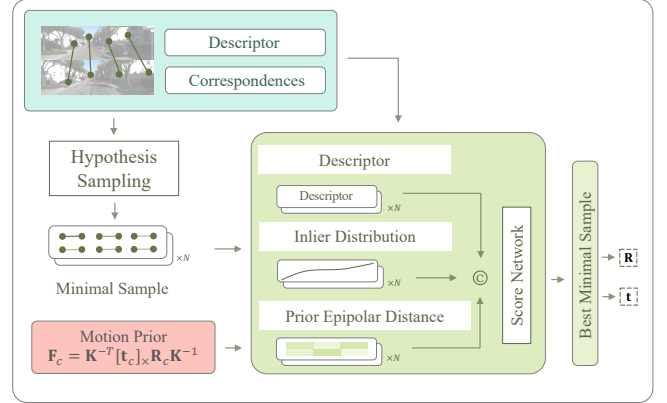 Descriptor
Correspondences
Hypothesis
Sampling
×N
Minimal Sample
Motion Prior
F_c = K^{-T}[t_c]_×R_cK^{-1}
Descriptor
Descriptor
×N
Inlier Distribution
×N
C
Prior Epipolar Distance
×N
Score Network
Best Minimal Sample
R
t